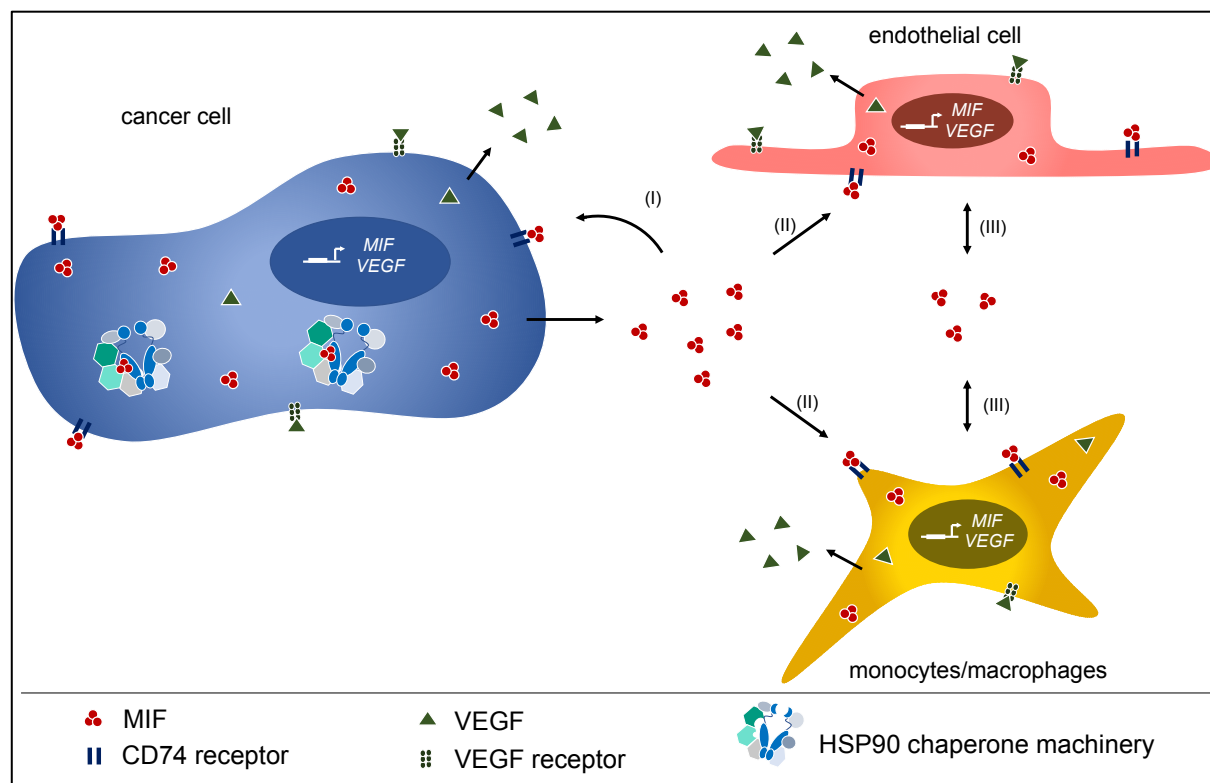 endothelial cell
cancer cell
MIF
VEGF
MIF
VEGF
(I)
(II)
(III)
(II)
(III)
MIF
VEGF
monocytes/macrophages
MIF
VEGF
HSP90 chaperone machinery
CD74 receptor
VEGF receptor